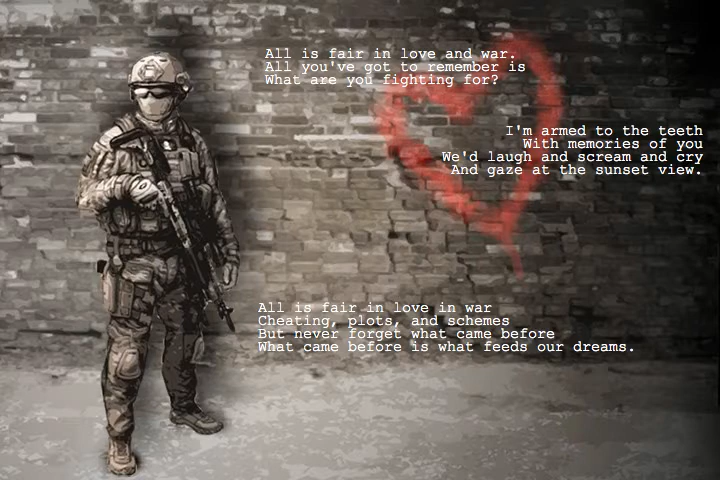 All is fair in love and war.
All you've got to remember is
What are you fighting for?
I'm armed to the teeth
With memories of you
We'd laugh and scream and cry
And gaze at the sunset view.
All is fair in love in war
Cheating, plots, and schemes
But never forget what came before
What came before is what feeds our dreams.